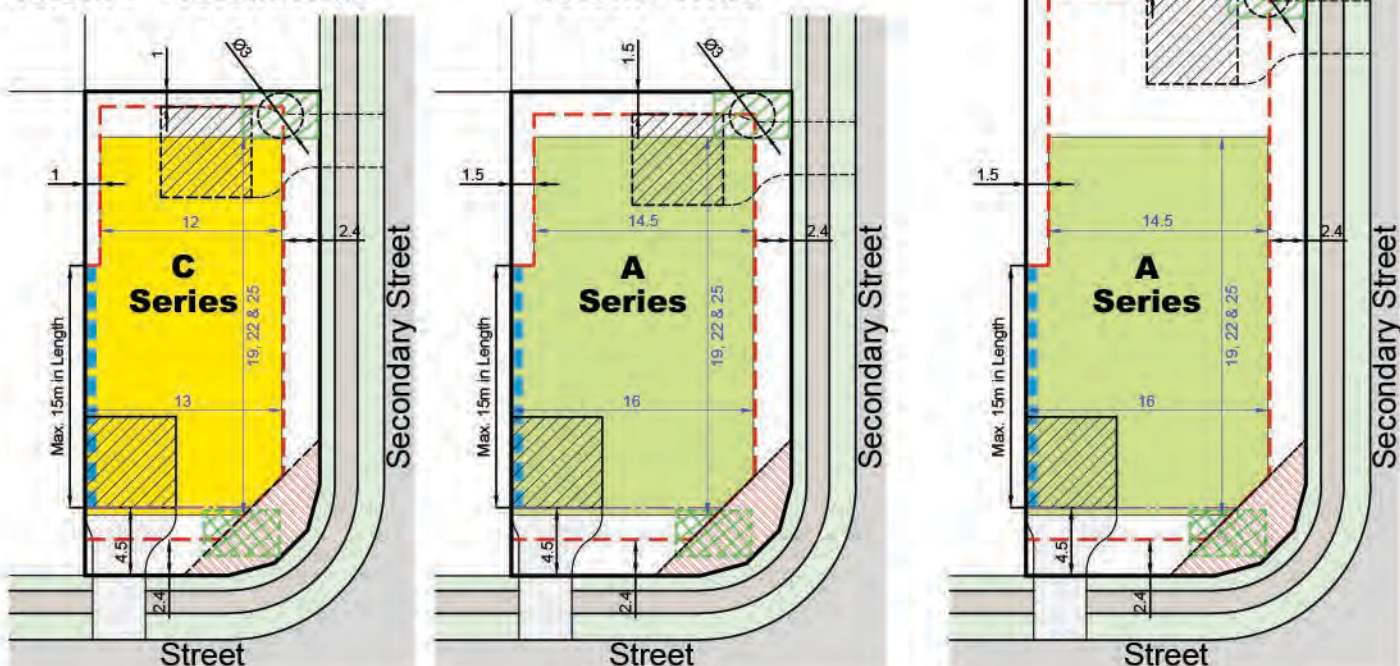 1
Ø3
1
12
2.4
C
Series
19, 22 & 25
Max. 15m in Length
13
4.5
2.4
Street
Secondary Street
1.5
Ø3
1.5
14.5
2.4
A
Series
19, 22 & 25
Max. 15m in Length
16
4.5
2.4
Street
Secondary Street
1.5
14.5
2.4
A
Series
19, 22 & 25
Max. 15m in Length
16
4.5
2.4
Street
Secondary Street